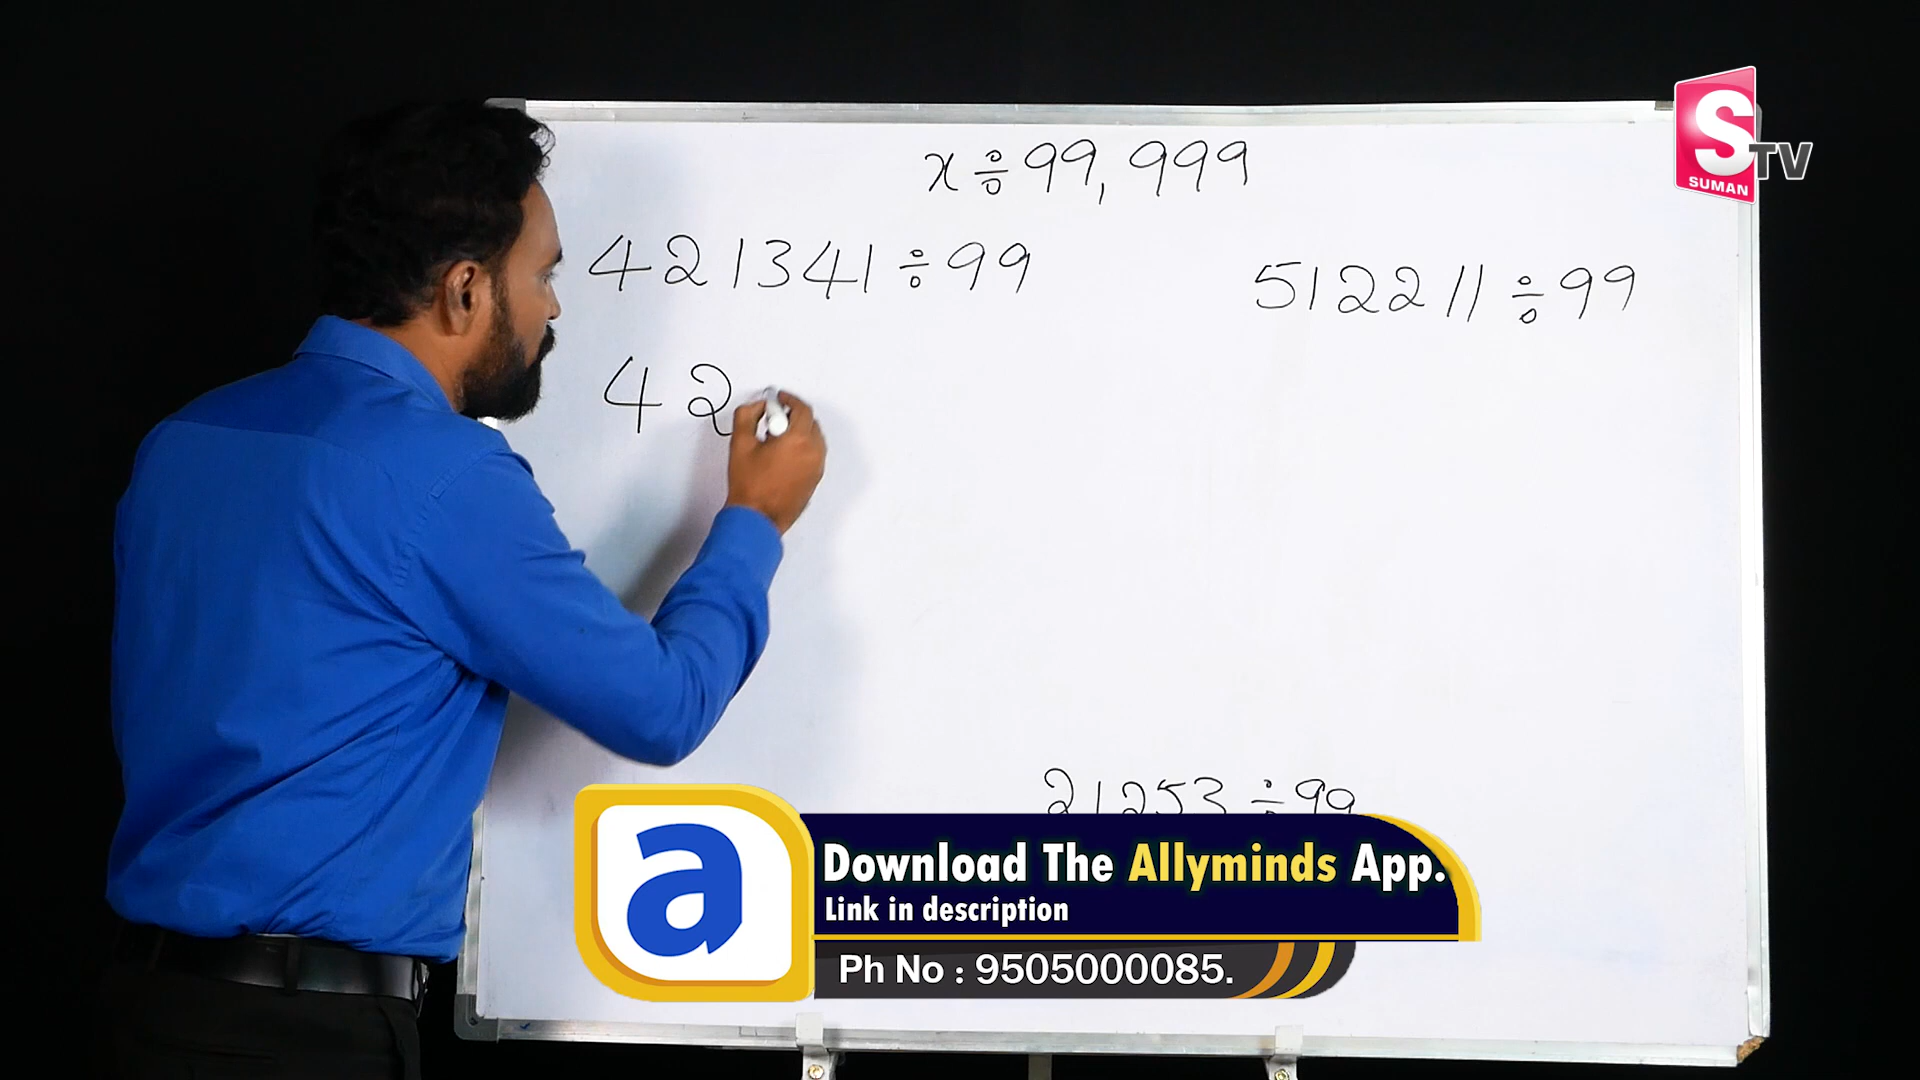 x÷99,999
421341÷99
512211÷99
42
21253÷99
S TV
SUMAN
a
Download The Allyminds App.
Link in description
Ph No : 9505000085.